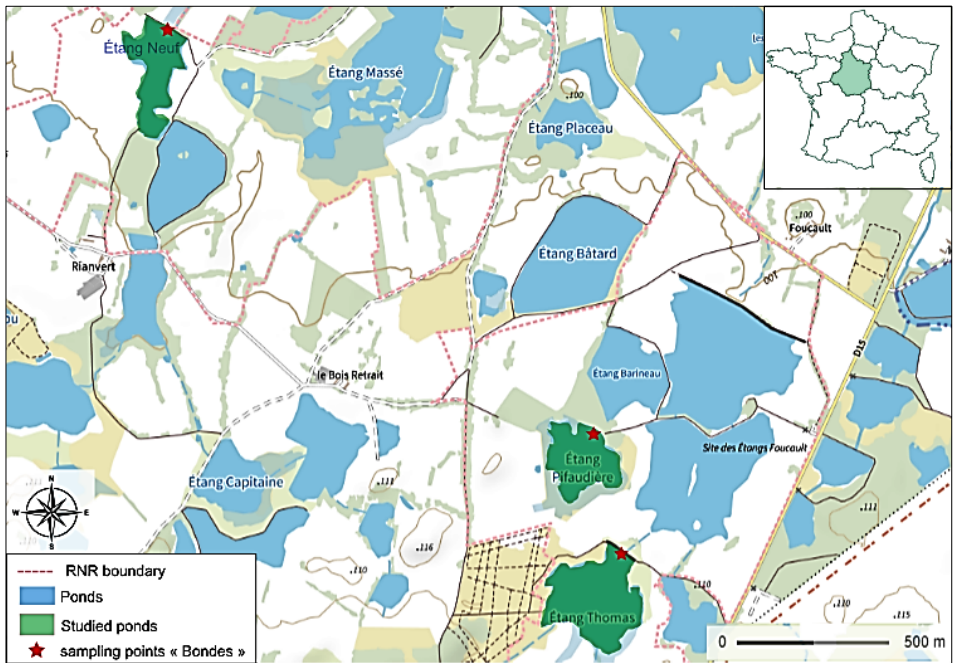 Étang Neuf
Étang Massé
.100
Étang Placeau
.100
Foucault
Étang Bâtard
Rianvert
001
D15
le Bois Retrait
Étang Barineau
Site des Étangs Foucault
Étang
Pifaudière
Étang Capitaine
.111
.111
.116
.110
.110
Étang Thomas
.110
.115
N
W
E
S
RNR boundary
Ponds
Studied ponds
sampling points « Bondes »
0
500 m